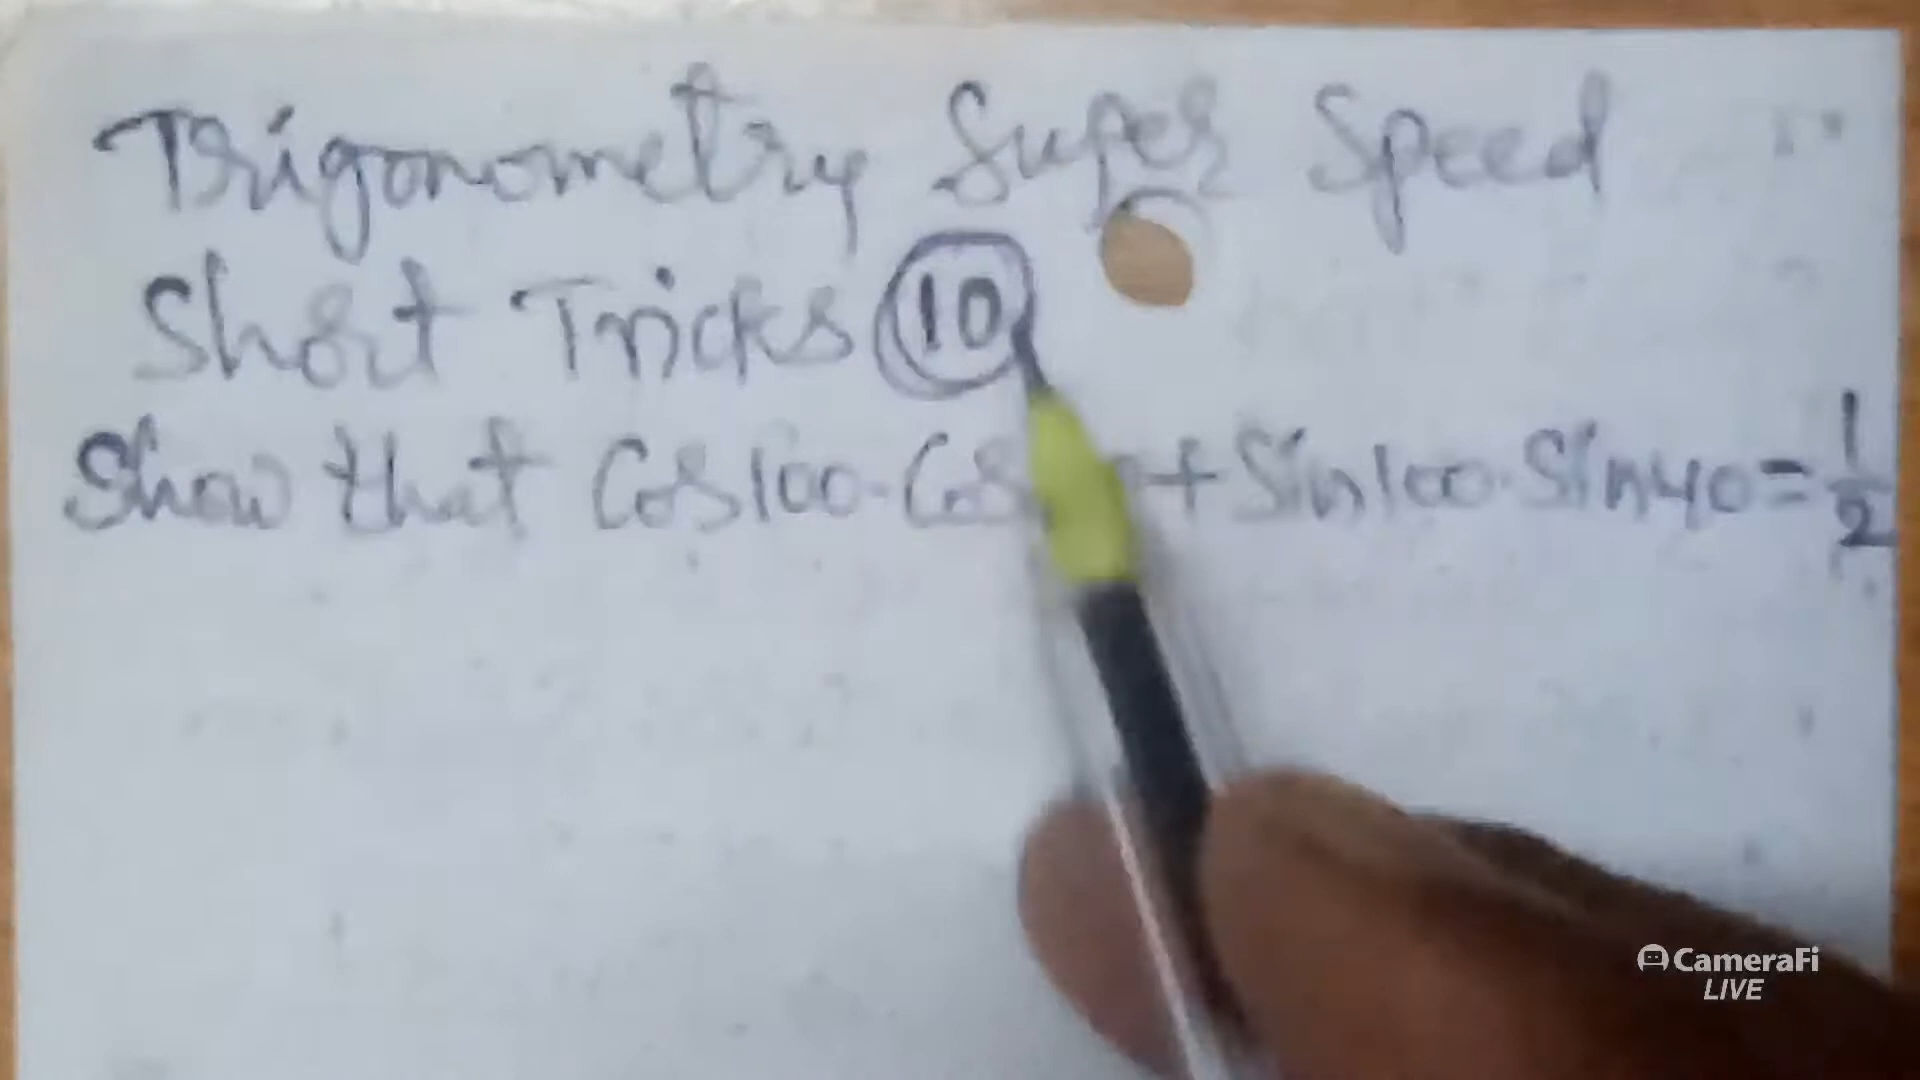 Trigonometry Super Speed
Short Tricks 10
Show that Cos100.Cos + Sin100.Sin40=1/2
CameraFi
LIVE